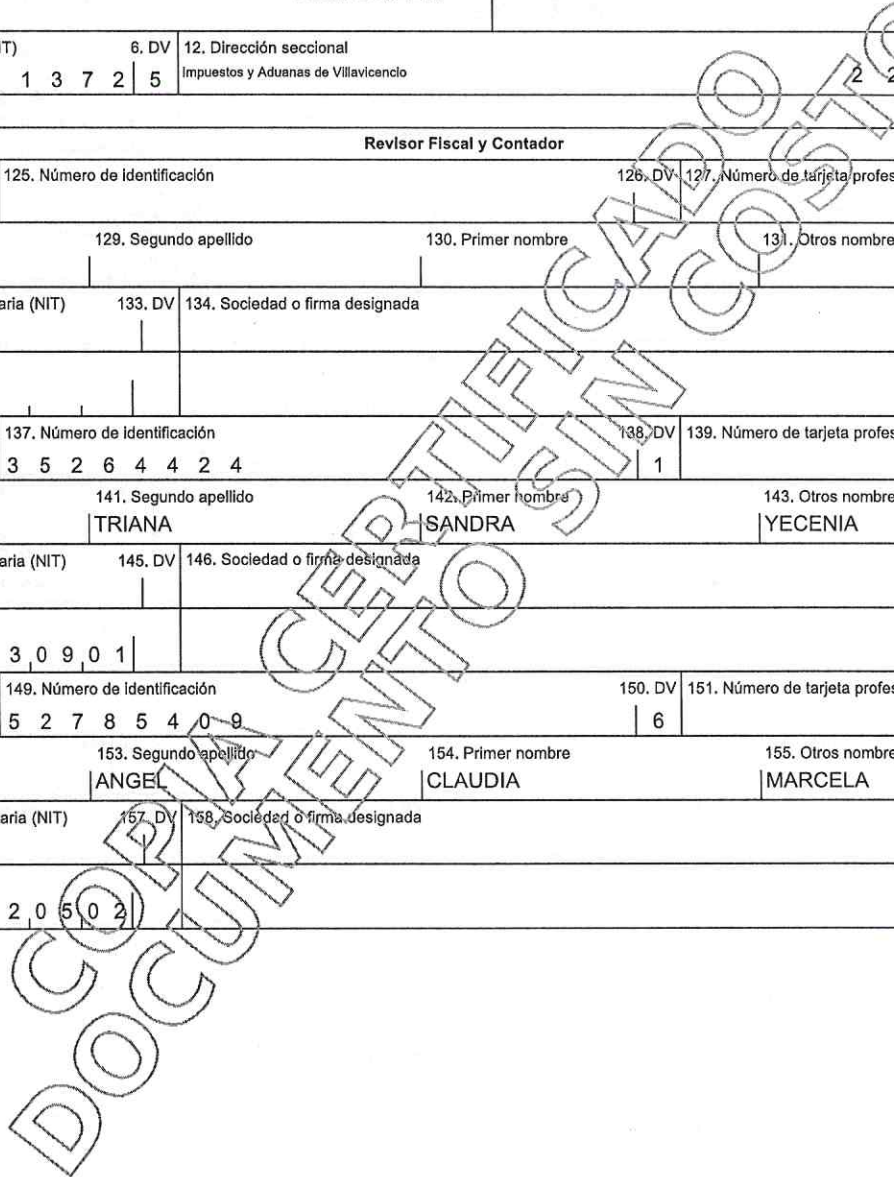 IT) 6. DV 12. Dirección seccional
1 3 7 2 5 Impuestos y Aduanas de Villavicencio 2 2
Revisor Fiscal y Contador
125. Número de identificación 126. DV 127. Número de tarjeta profes
129. Segundo apellido 130. Primer nombre 131. Otros nombre
aria (NIT) 133. DV 134. Sociedad o firma designada
137. Número de identificación 138. DV 139. Número de tarjeta profes
3 5 2 6 4 4 2 4 1
141. Segundo apellido 142. Primer nombre 143. Otros nombre
TRIANA SANDRA YECENIA
aria (NIT) 145. DV 146. Sociedad o firma designada
3 0 9 0 1
149. Número de identificación 150. DV 151. Número de tarjeta profes
5 2 7 8 5 4 0 9 6
153. Segundo apellido 154. Primer nombre 155. Otros nombre
ANGEL CLAUDIA MARCELA
aria (NIT) 157. DV 158. Sociedad o firma designada
2 0 5 0 2
COPIA CERTIFICADO
DOCUMENTO SIN COSTO